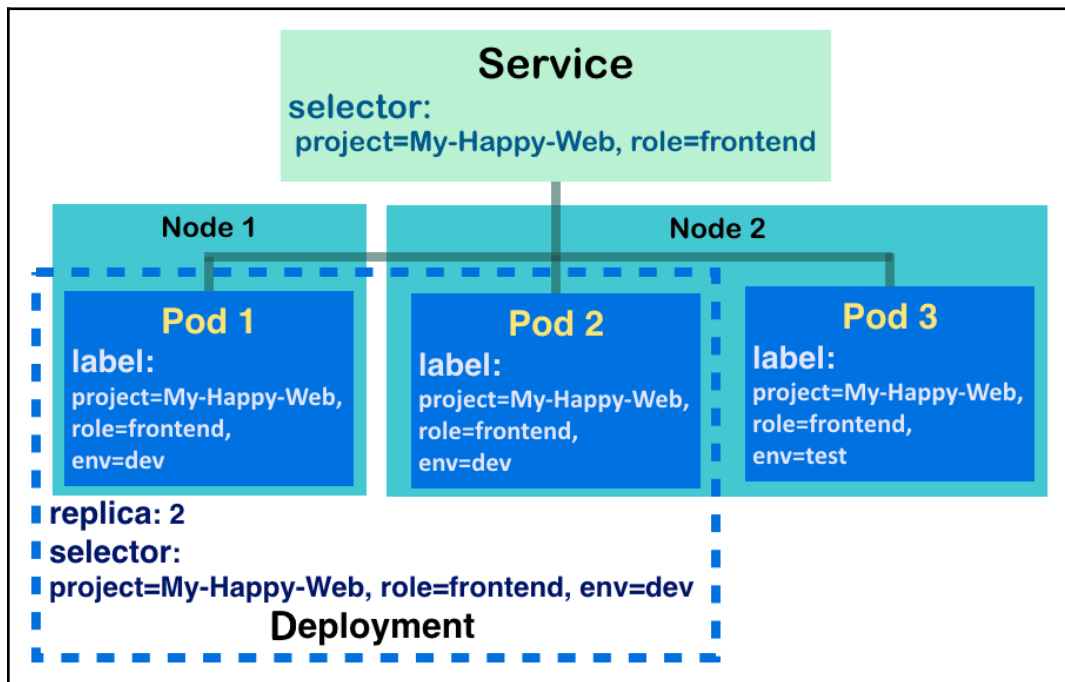 Service
selector:
project=My-Happy-Web, role=frontend
Node 1
Node 2
Pod 1
label:
project=My-Happy-Web,
role=frontend,
env=dev
Pod 2
label:
project=My-Happy-Web,
role=frontend,
env=dev
Pod 3
label:
project=My-Happy-Web,
role=frontend,
env=test
replica: 2
selector:
project=My-Happy-Web, role=frontend, env=dev
Deployment